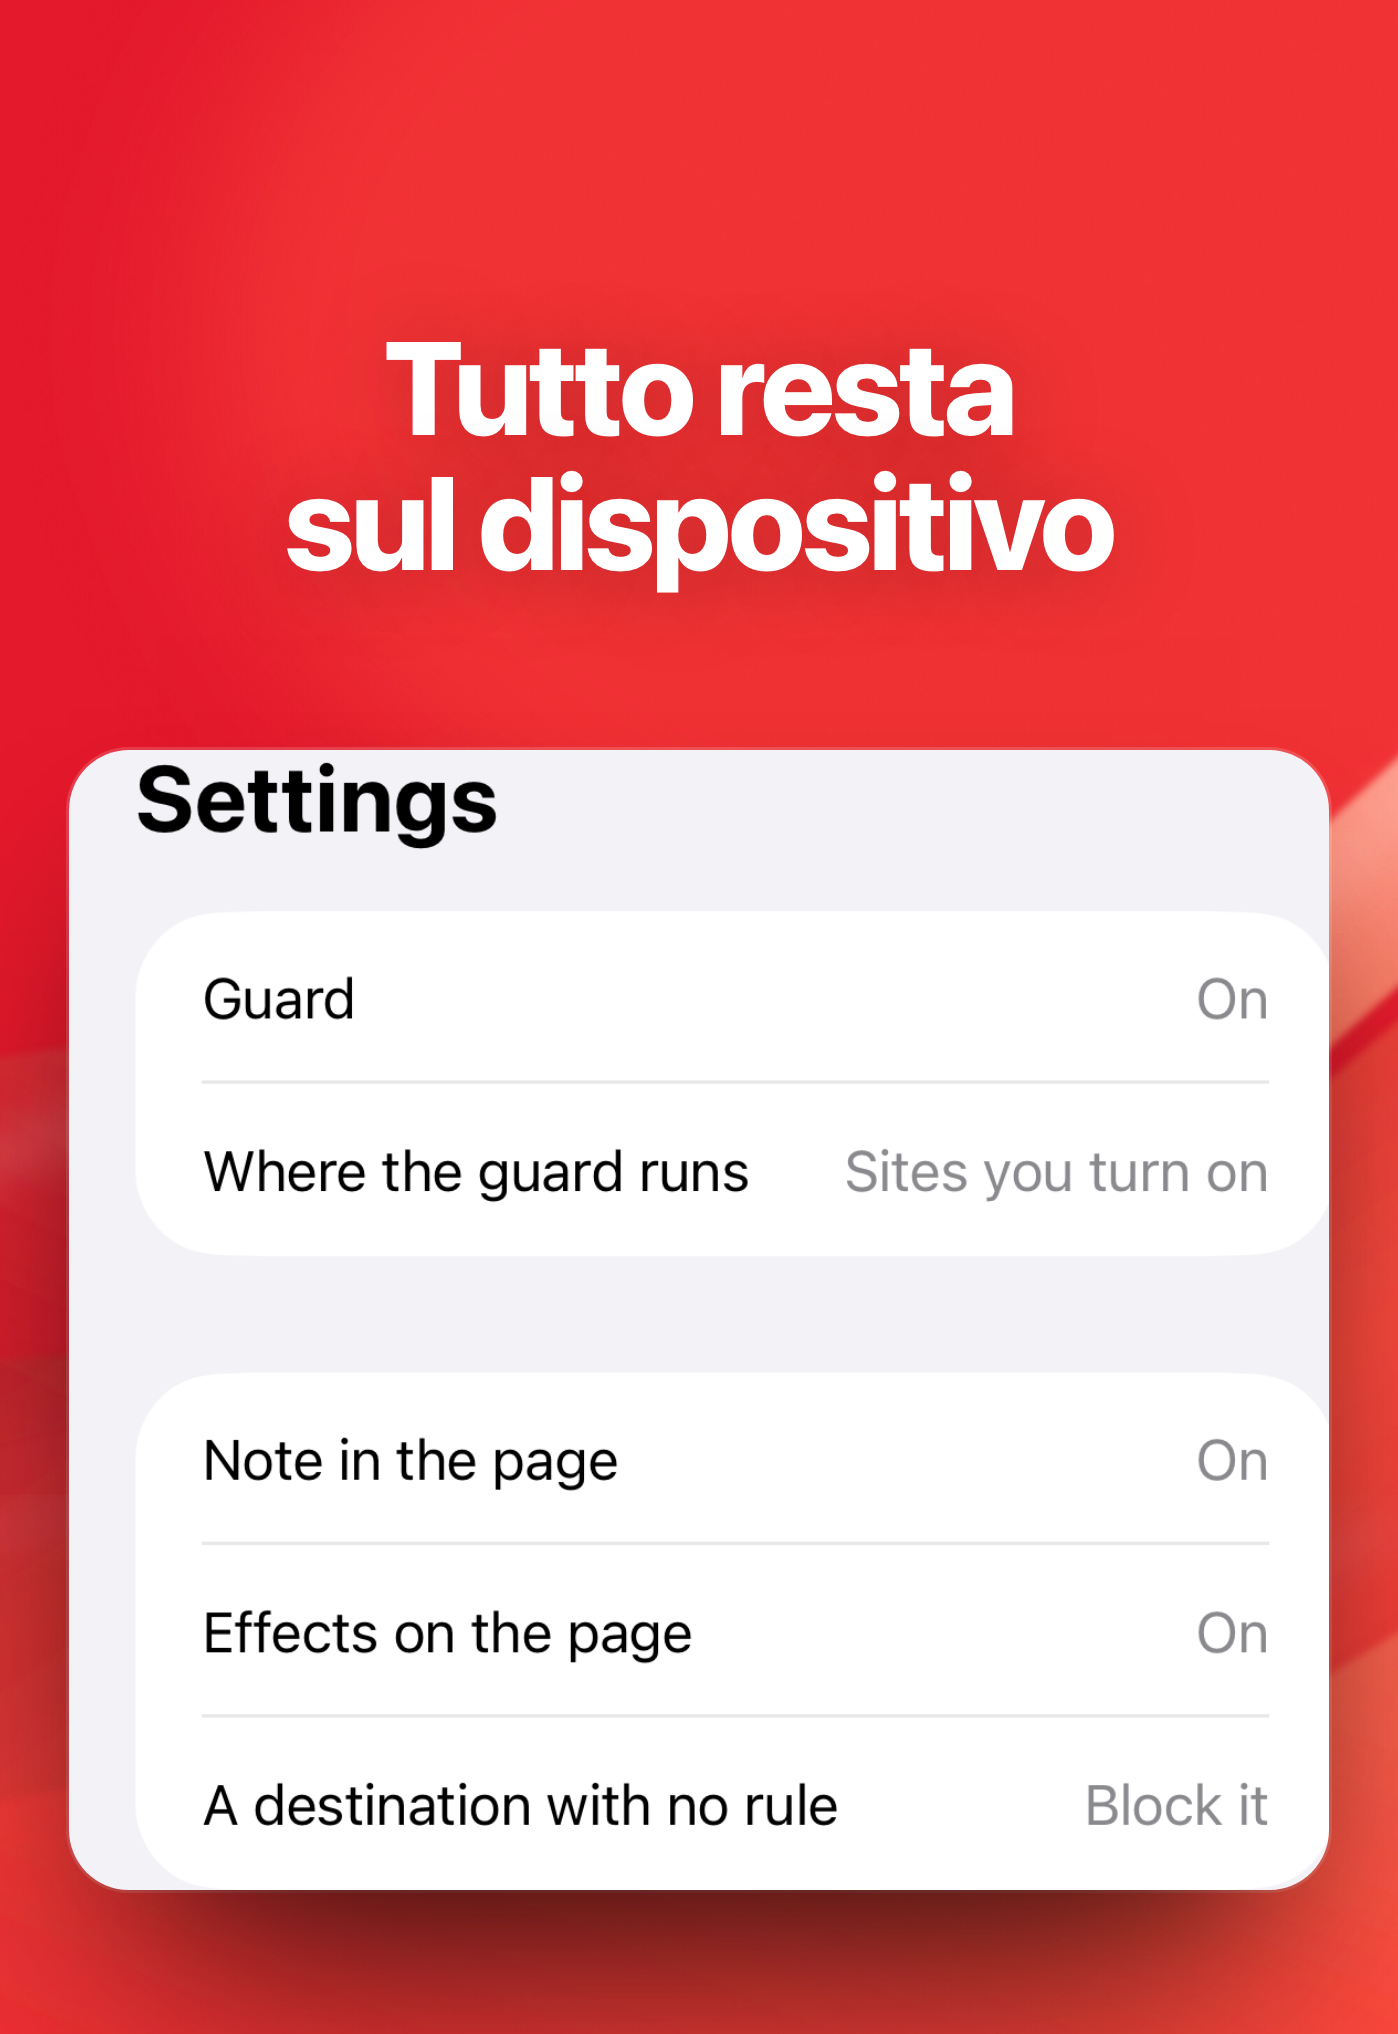 Tutto resta
sul dispositivo
Settings
Guard On
Where the guard runs Sites you turn on
Note in the page On
Effects on the page On
A destination with no rule Block it